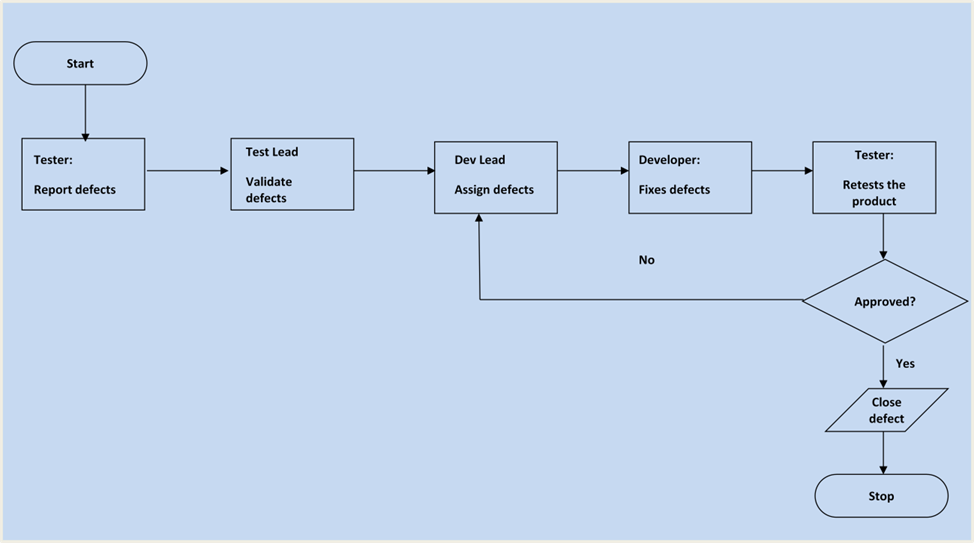 Start
Tester:
Report defects
Test Lead
Validate
defects
Dev Lead
Assign defects
Developer:
Fixes defects
Tester:
Retests the
product
No
Approved?
Yes
Close
defect
Stop